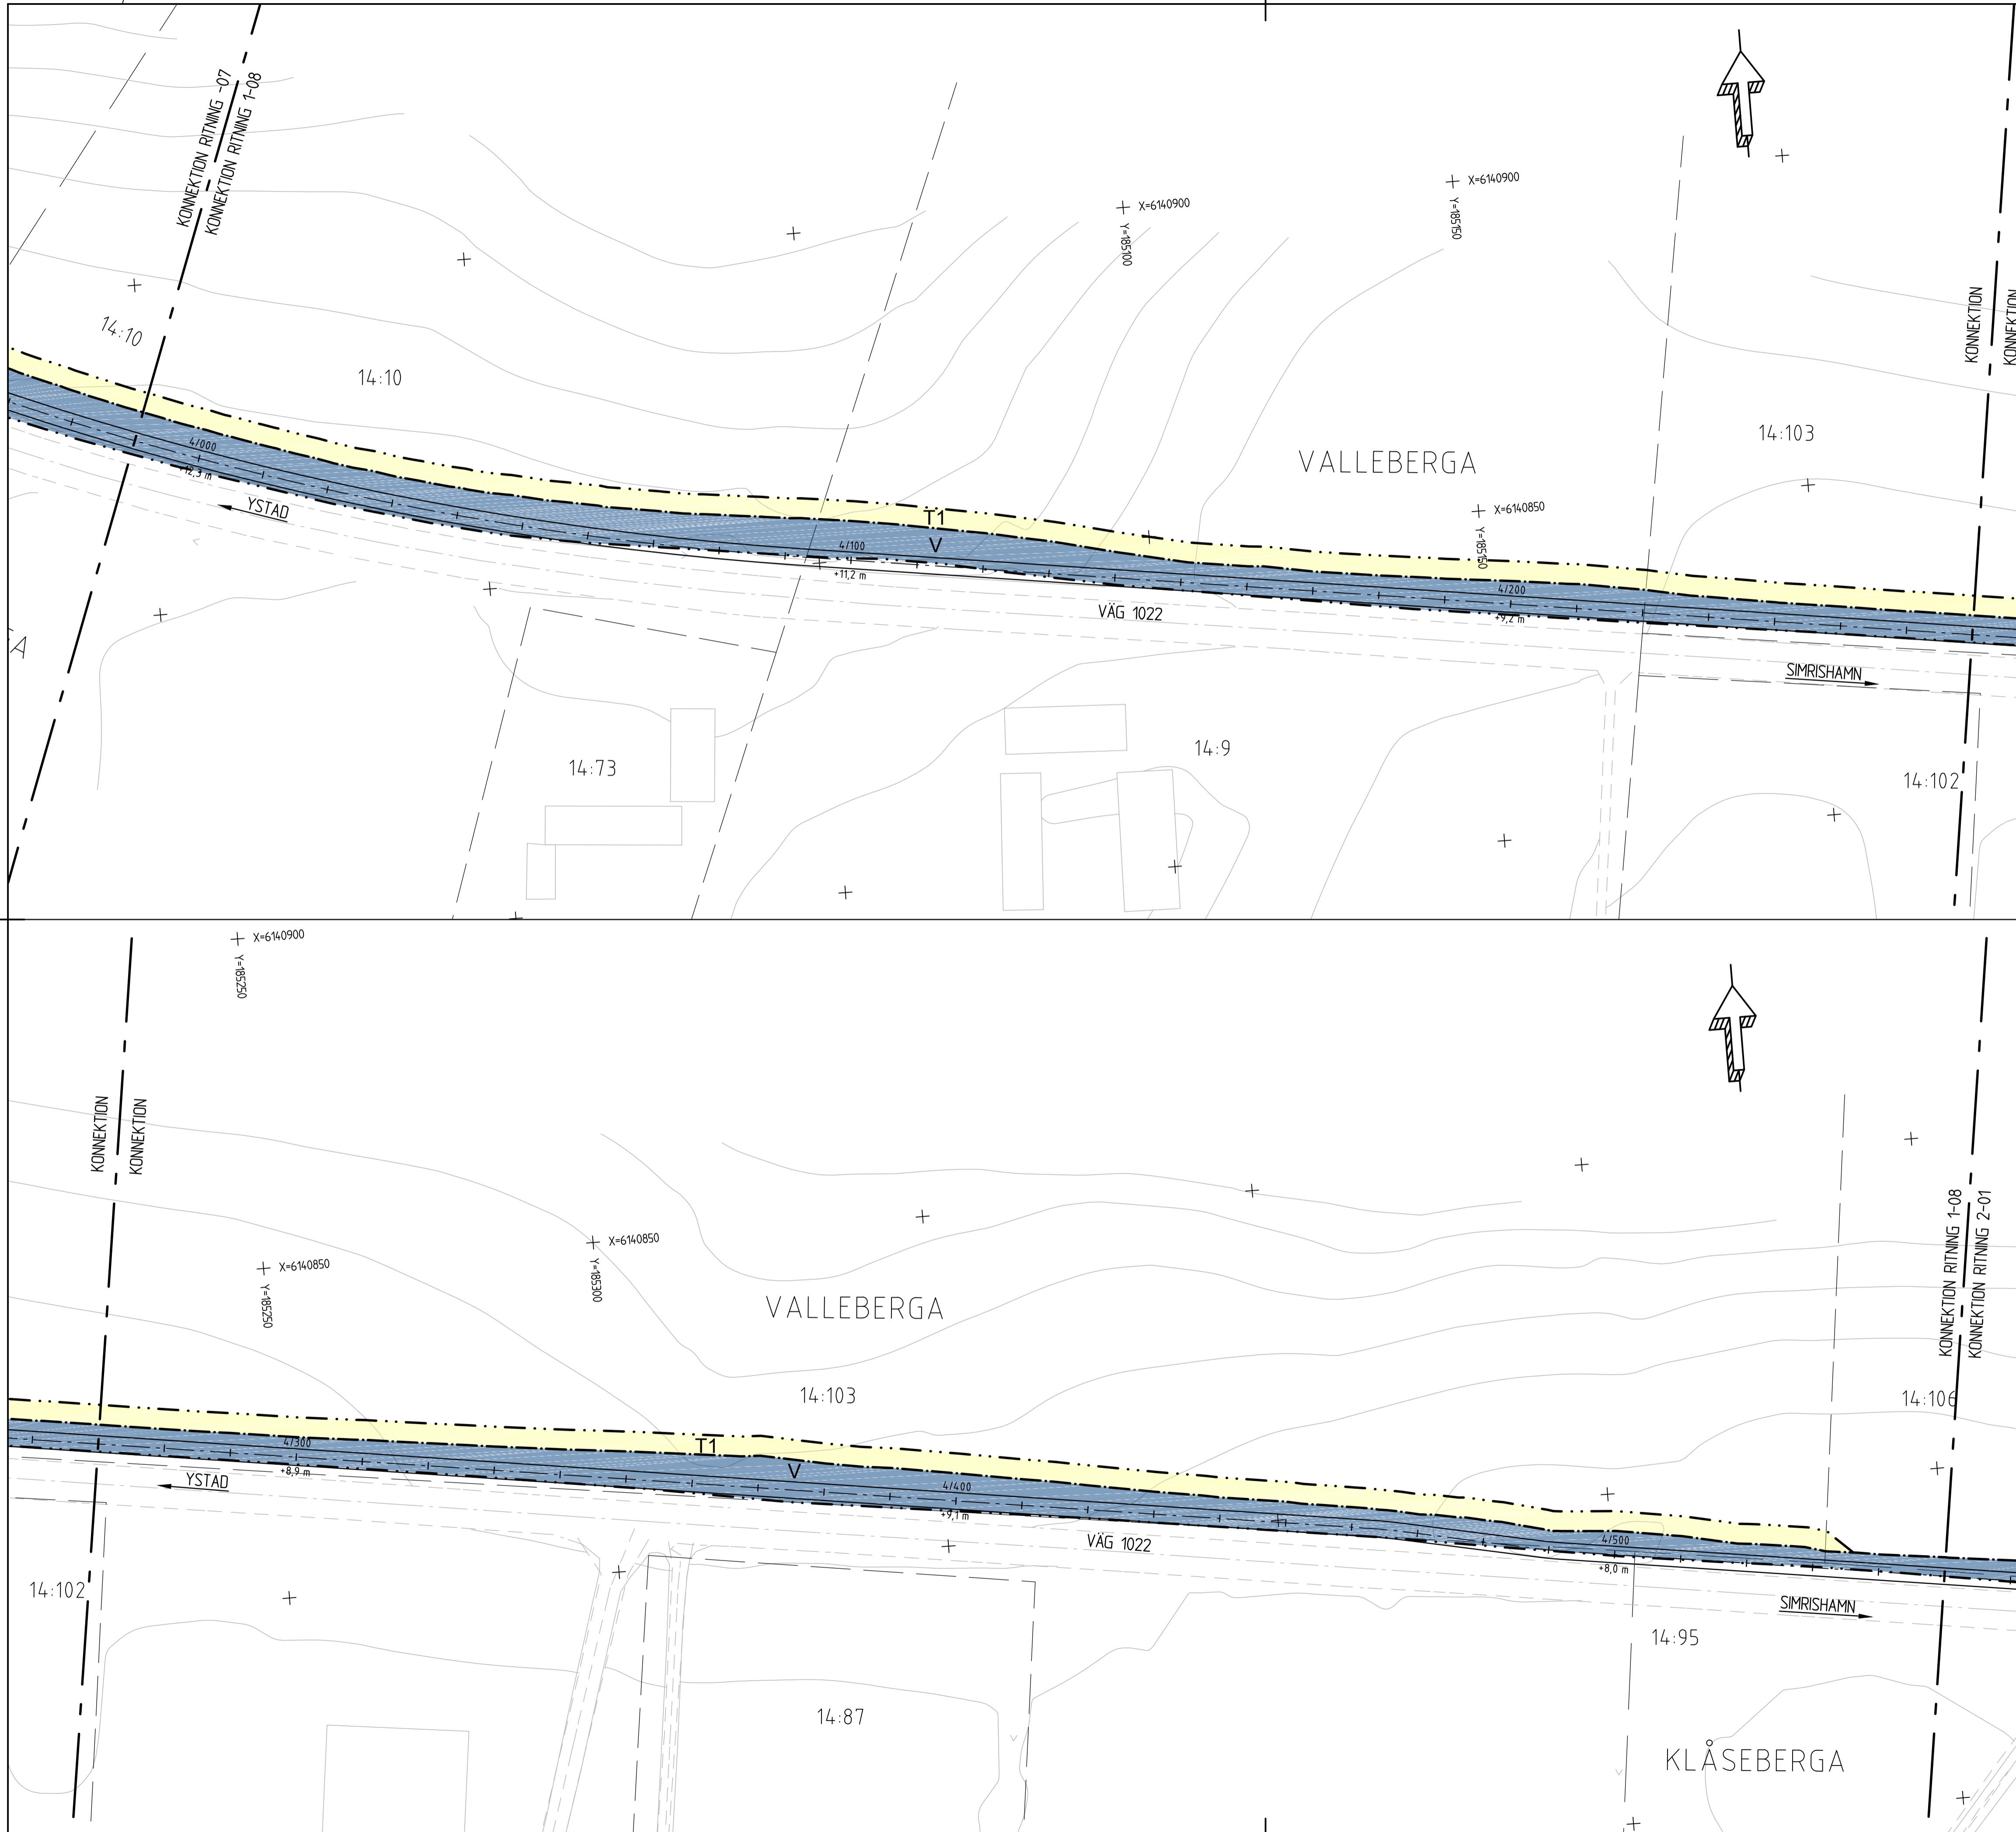 KONNEKTION RITNING -07
KONNEKTION RITNING 1-08
X=6140900
Y=185100
X=6140900
Y=185150
KONNEKTION
14:10
14:10
14:103
VALLEBERGA
4/000
+12,3 m
YSTAD
T1
V
X=6140850
Y=185150
4/100
+11,2 m
4/200
+9,2 m
VÄG 1022
SIMRISHAMN
14:73
14:9
14:102
X=6140900
Y=185250
KONNEKTION
KONNEKTION
KONNEKTION RITNING 1-08
KONNEKTION RITNING 2-01
X=6140850
Y=185250
X=6140850
Y=185300
VALLEBERGA
14:103
14:106
4/300
+8,9 m
YSTAD
T1
V
4/400
+9,1 m
VÄG 1022
4/500
+8,0 m
SIMRISHAMN
14:102
14:95
14:87
KLÅSEBERGA